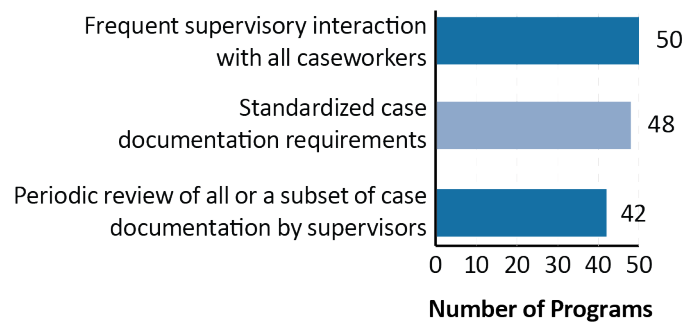 Frequent supervisory interaction
with all caseworkers
50
Standardized case
documentation requirements
48
Periodic review of all or a subset of case
documentation by supervisors
42
0 10 20 30 40 50
Number of Programs